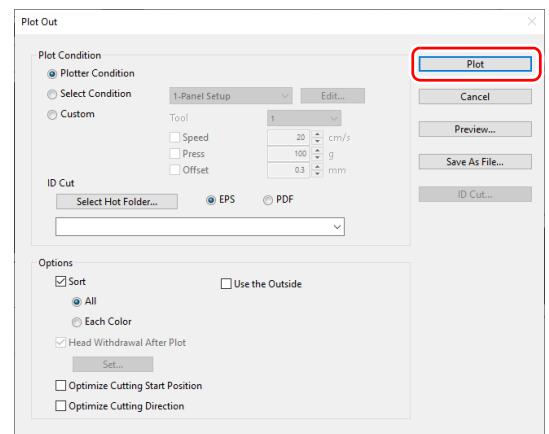 Plot Out
Plot Condition
Plotter Condition
Select Condition
1-Panel Setup
Edit...
Custom
Tool
1
Speed
20
cm/s
Press
100
g
Offset
0.3
mm
ID Cut
Select Hot Folder...
EPS
PDF
Plot
Cancel
Preview...
Save As File...
ID Cut...
Options
Sort
Use the Outside
All
Each Color
Head Withdrawal After Plot
Set...
Optimize Cutting Start Position
Optimize Cutting Direction